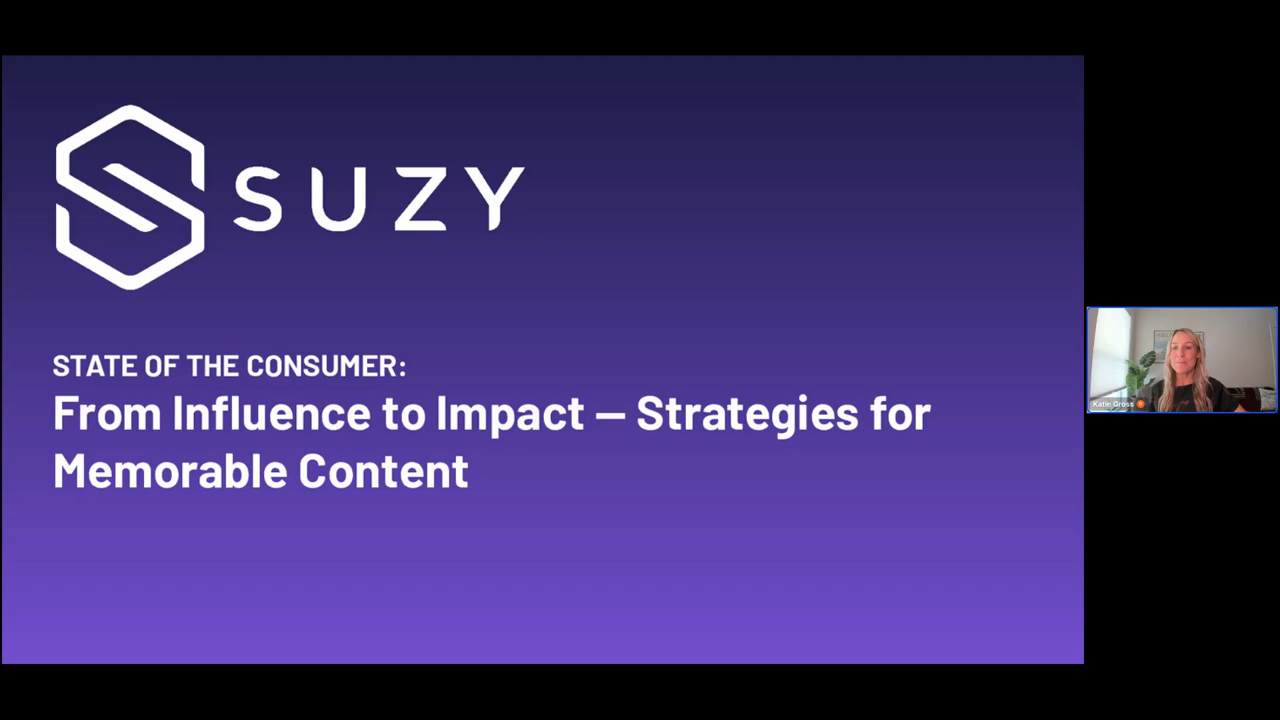 SUZY
STATE OF THE CONSUMER:
From Influence to Impact – Strategies for
Memorable Content
Katie Gross